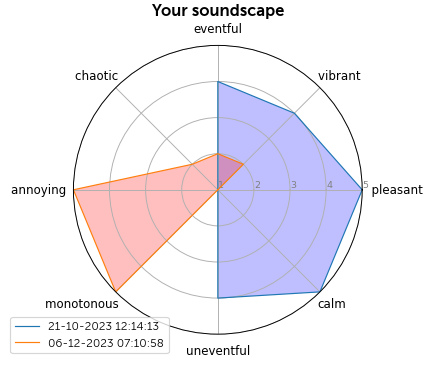 Your soundscape
eventful
chaotic
vibrant
annoying
1
2
3
4
5
pleasant
monotonous
calm
21-10-2023 12:14:13
06-12-2023 07:10:58
uneventful